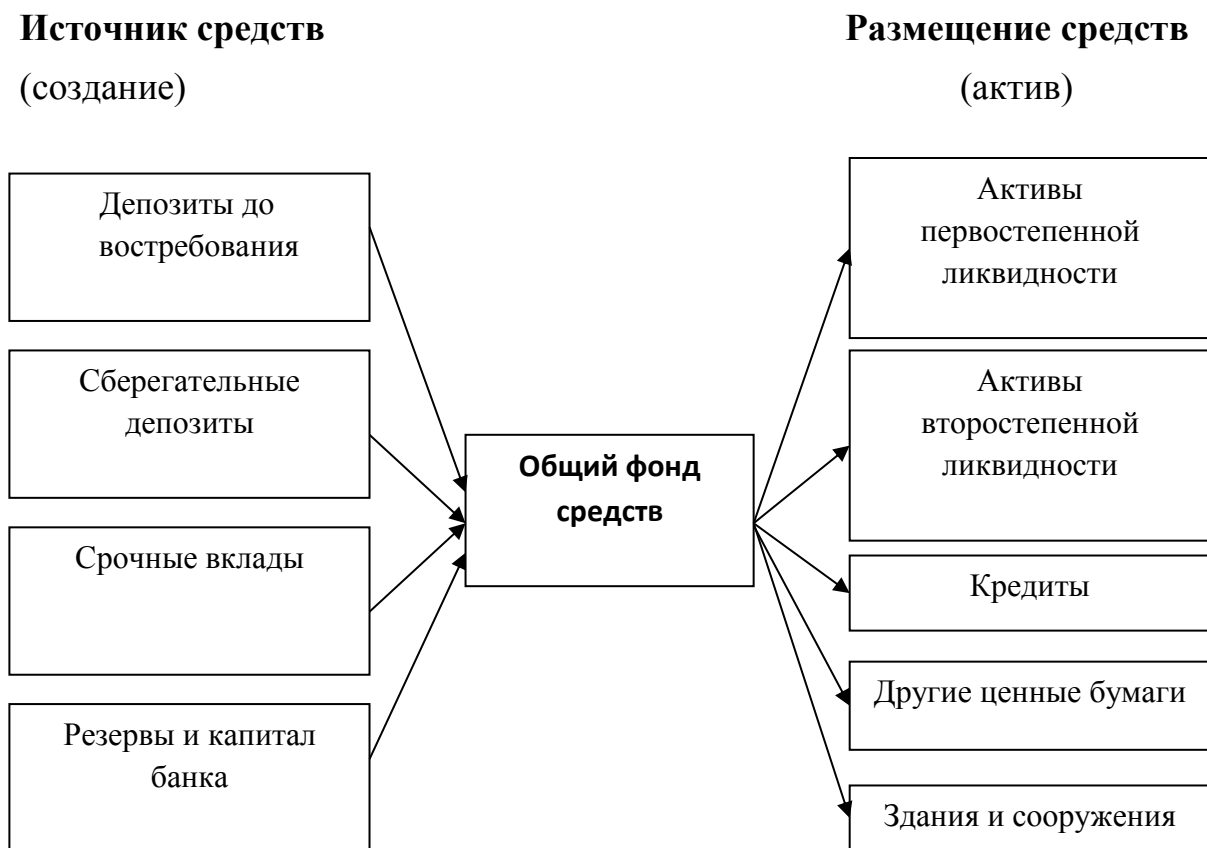 Источник средств
(создание)
Размещение средств
(актив)
Депозиты до
востребования
Сберегательные
депозиты
Срочные вклады
Резервы и капитал
банка
Общий фонд
средств
Активы
первостепенной
ликвидности
Активы
второстепенной
ликвидности
Кредиты
Другие ценные бумаги
Здания и сооружения